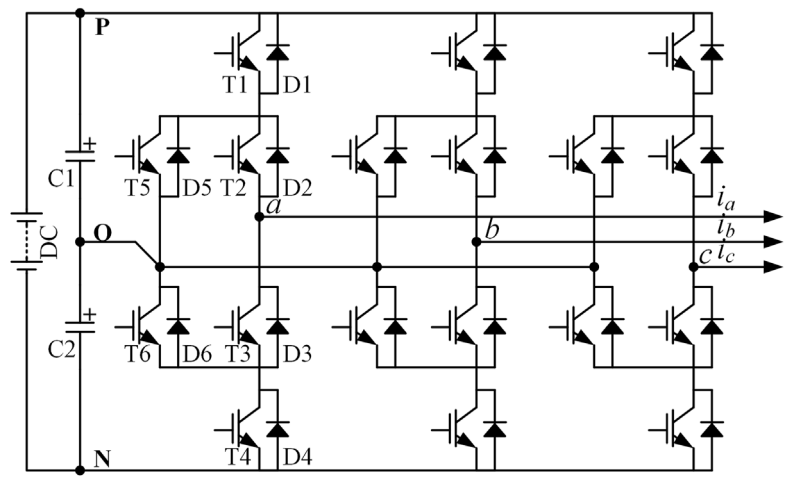 P
T1 D1
+
C1
T5 D5 T2 D2
a
i_a
DC
O
b
i_b
c
i_c
+
C2
T6 D6 T3 D3
T4 D4
N